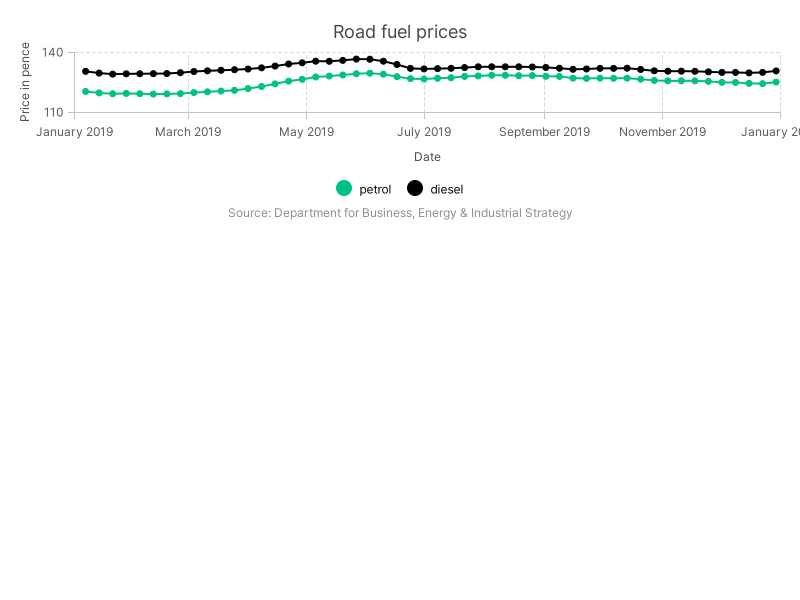 Road fuel prices
Price in pence
140
110
January 2019 March 2019 May 2019 July 2019 September 2019 November 2019 January
Date
petrol diesel
Source: Department for Business, Energy & Industrial Strategy